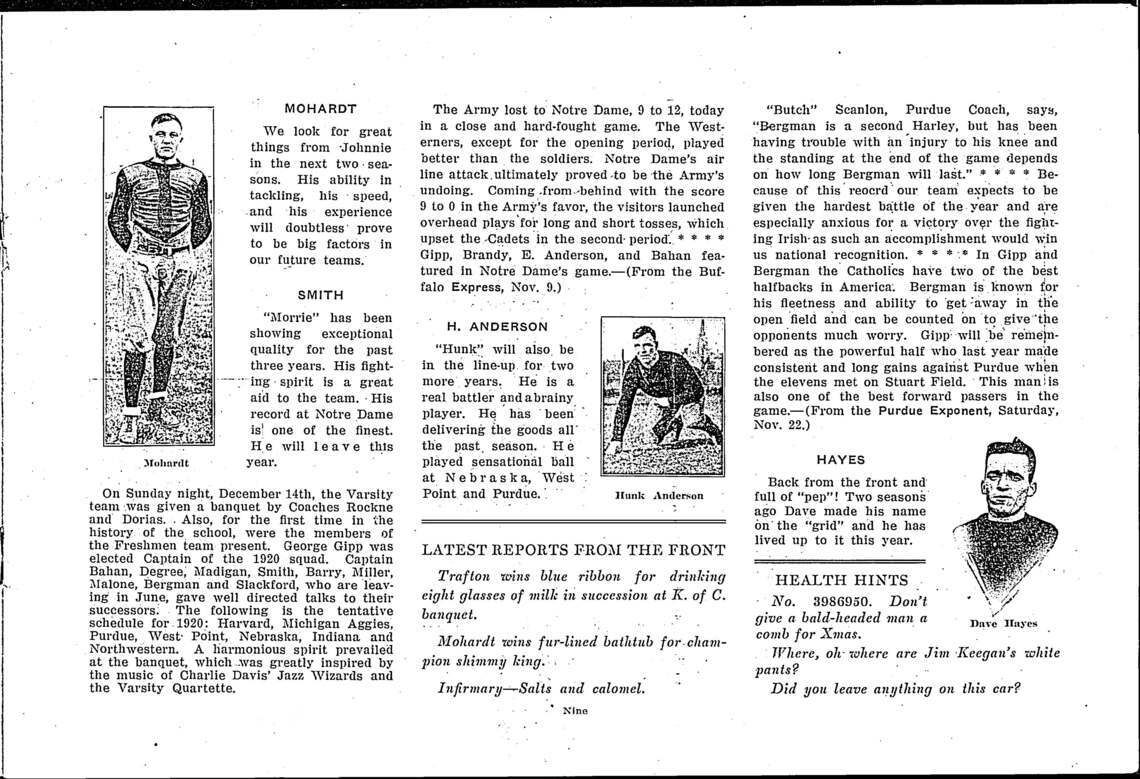 MOHARDT
We look for great
things from Johnnie
in the next two sea-
sons. His ability in
tackling, his speed,
and his experience
will doubtless prove
to be big factors in
our future teams.
SMITH
"Morrie" has been
showing exceptional
quality for the past
three years. His fight-
ing spirit is a great
aid to the team. His
record at Notre Dame
is one of the finest.
He will leave this
year.
Mohardt
On Sunday night, December 14th, the Varsity
team was given a banquet by Coaches Rockne
and Dorias. Also, for the first time in the
history of the school, were the members of
the Freshmen team present. George Gipp was
elected Captain of the 1920 squad. Captain
Bahan, Degree, Madigan, Smith, Barry, Miller,
Malone, Bergman and Slackford, who are leav-
ing in June, gave well directed talks to their
successors. The following is the tentative
schedule for 1920: Harvard, Michigan Aggies,
Purdue, West Point, Nebraska, Indiana and
Northwestern. A harmonious spirit prevailed
at the banquet, which was greatly inspired by
the music of Charlie Davis' Jazz Wizards and
the Varsity Quartette.
The Army lost to Notre Dame, 9 to 12, today
in a close and hard-fought game. The West-
erners, except for the opening period, played
better than the soldiers. Notre Dame's air
line attack ultimately proved to be the Army's
undoing. Coming from behind with the score
9 to 0 in the Army's favor, the visitors launched
overhead plays for long and short tosses, which
upset the Cadets in the second period. * * * *
Gipp, Brandy, E. Anderson, and Bahan fea-
tured in Notre Dame's game.—(From the Buf-
falo Express, Nov. 9.)
H. ANDERSON
"Hunk" will also be
in the line-up for two
more years. He is a
real battler and a brainy
player. He has been
delivering the goods all
the past season. He
played sensational ball
at Nebraska, West
Point and Purdue.
Hunk Anderson
LATEST REPORTS FROM THE FRONT
Trafton wins blue ribbon for drinking
eight glasses of milk in succession at K. of C.
banquet.
Mohardt wins fur-lined bathtub for cham-
pion shimmy king.
Infirmary—Salts and calomel.
"Butch" Scanlon, Purdue Coach, says,
"Bergman is a second Harley, but has been
having trouble with an injury to his knee and
the standing at the end of the game depends
on how long Bergman will last." * * * * Be-
cause of this reocrd our team expects to be
given the hardest battle of the year and are
especially anxious for a victory over the fight-
ing Irish as such an accomplishment would win
us national recognition. * * * * In Gipp and
Bergman the Catholics have two of the best
halfbacks in America. Bergman is known for
his fleetness and ability to get away in the
open field and can be counted on to give the
opponents much worry. Gipp will be remem-
bered as the powerful half who last year made
consistent and long gains against Purdue when
the elevens met on Stuart Field. This man is
also one of the best forward passers in the
game.—(From the Purdue Exponent, Saturday,
Nov. 22.)
HAYES
Back from the front and
full of "pep"! Two seasons
ago Dave made his name
on the "grid" and he has
lived up to it this year.
Dave Hayes
HEALTH HINTS
No. 3986950. Don't
give a bald-headed man a
comb for Xmas.
Where, oh where are Jim Keegan's white
pants?
Did you leave anything on this car?
Nine